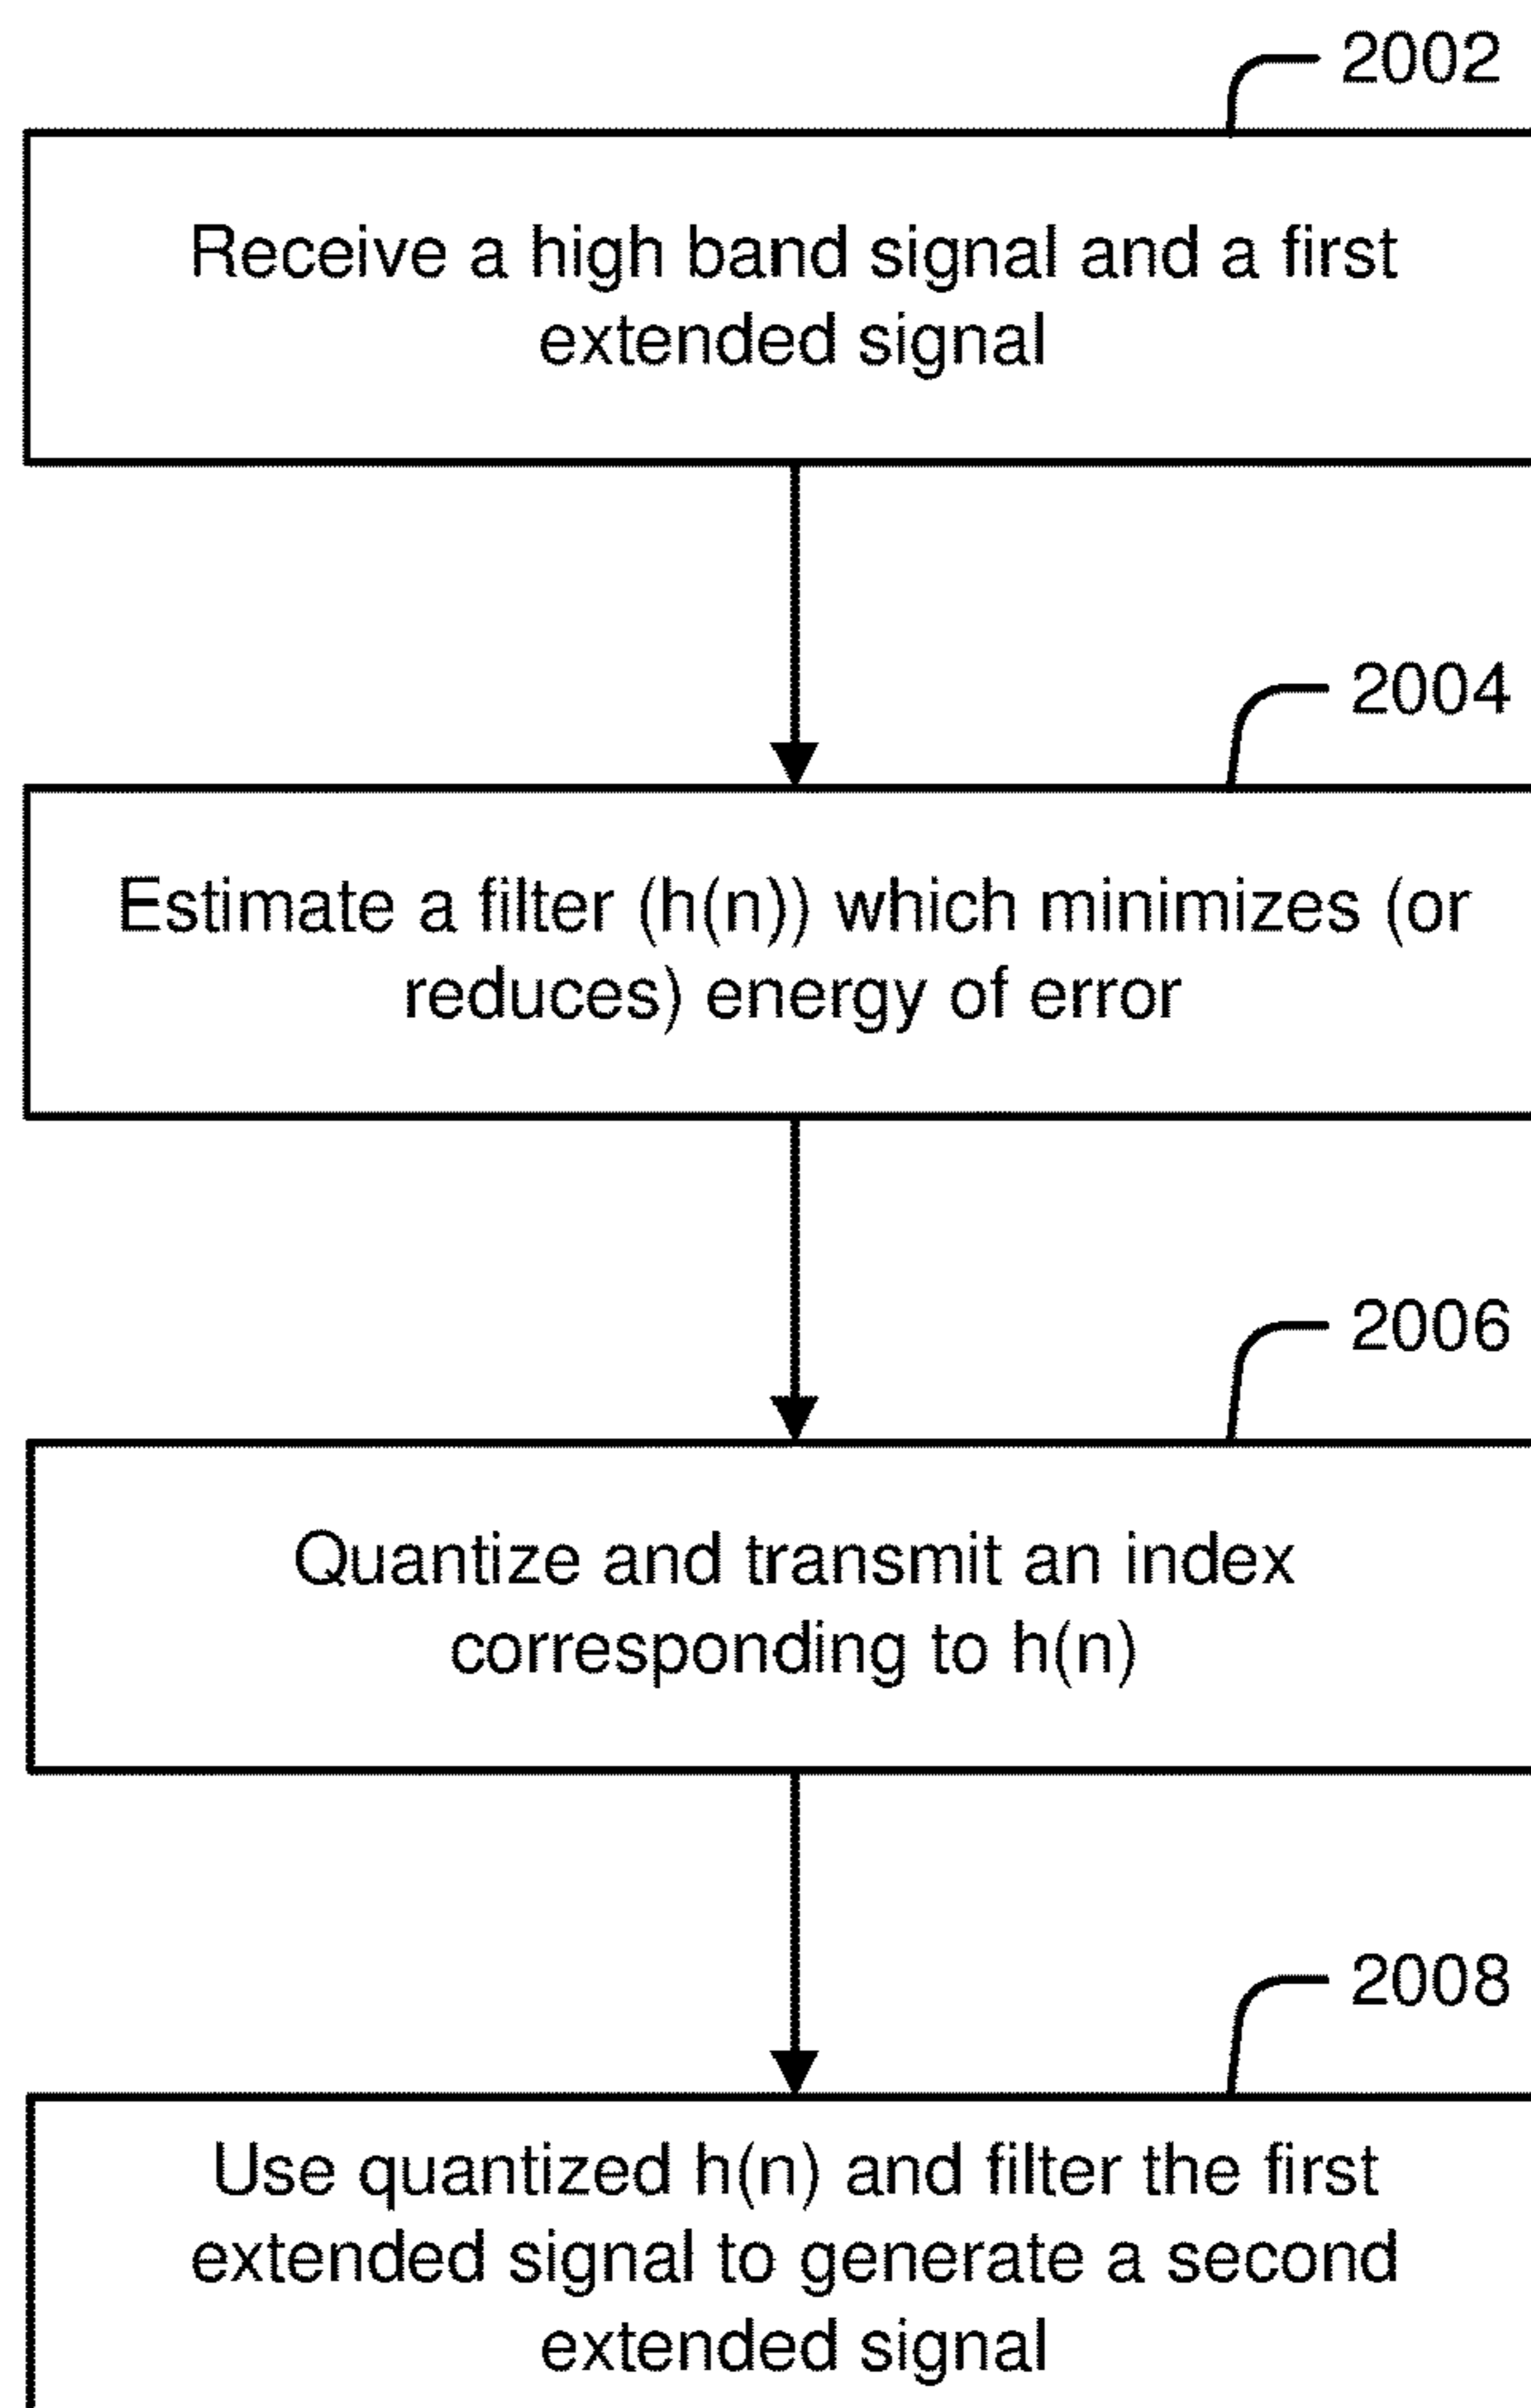 2002
Receive a high band signal and a first
extended signal
2004
Estimate a filter (h(n)) which minimizes (or
reduces) energy of error
2006
Quantize and transmit an index
corresponding to h(n)
2008
Use quantized h(n) and filter the first
extended signal to generate a second
extended signal